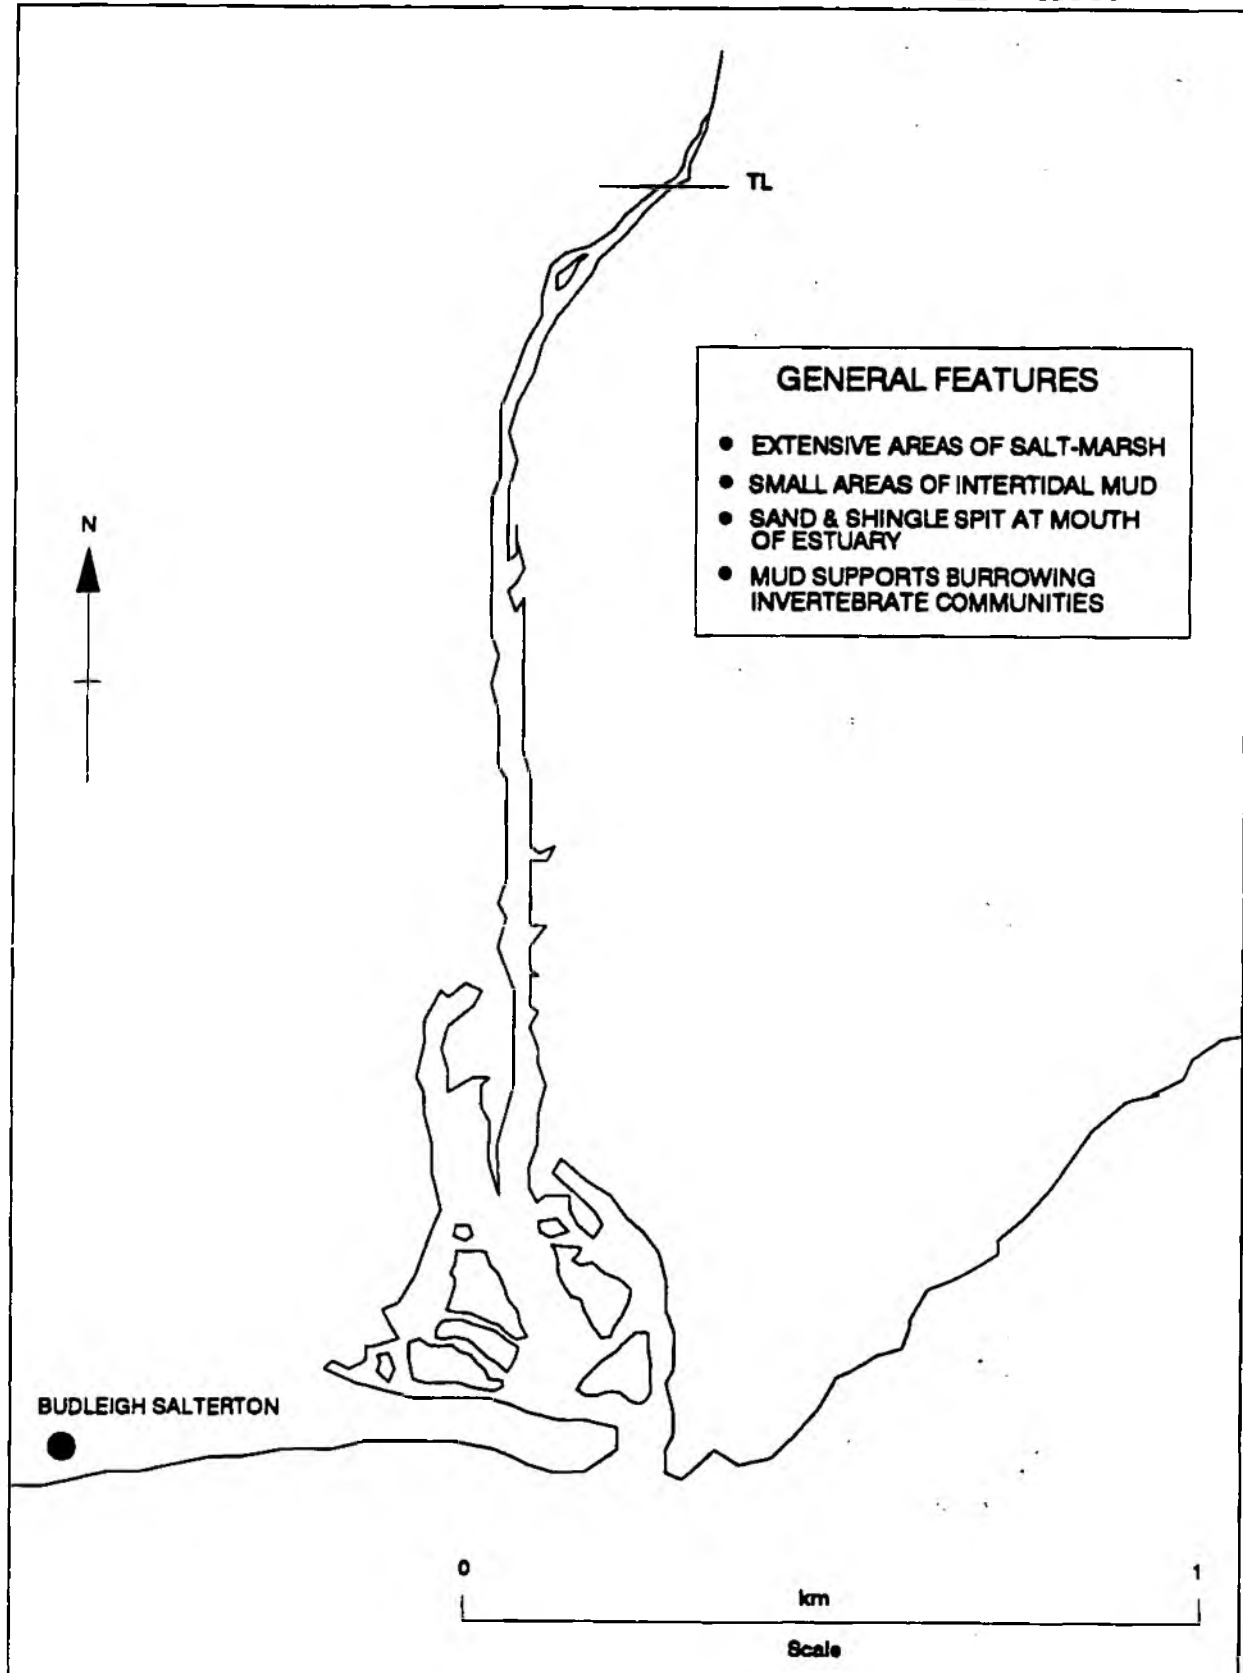 TL
GENERAL FEATURES
● EXTENSIVE AREAS OF SALT-MARSH
● SMALL AREAS OF INTERTIDAL MUD
● SAND & SHINGLE SPIT AT MOUTH
OF ESTUARY
● MUD SUPPORTS BURROWING
INVERTEBRATE COMMUNITIES
N
BUDLEIGH SALTERTON
0 1
km
Scale